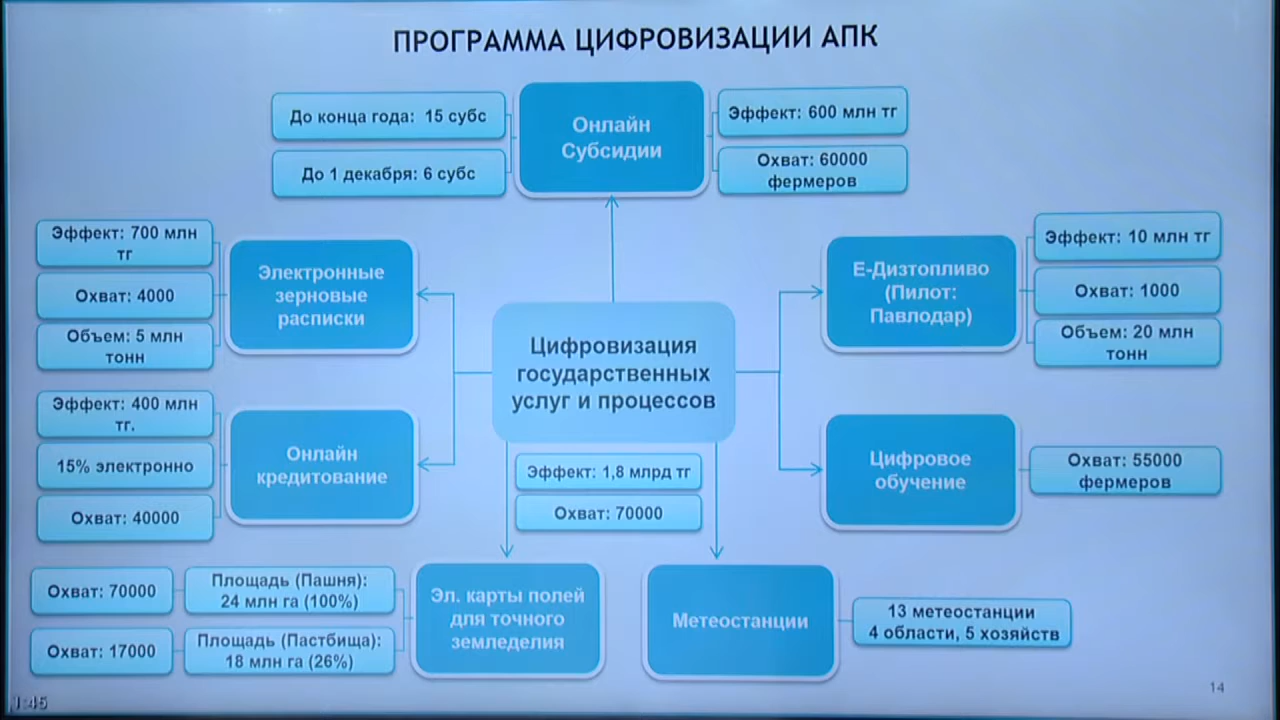 ПРОГРАММА ЦИФРОВИЗАЦИИ АПК
До конца года: 15 субс
До 1 декабря: 6 субс
Онлайн
Субсидии
Эффект: 600 млн тг
Охват: 60000
фермеров
Эффект: 700 млн
тг
Охват: 4000
Объем: 5 млн
тонн
Электронные
зерновые
расписки
Е-Дизтопливо
(Пилот:
Павлодар)
Эффект: 10 млн тг
Охват: 1000
Объем: 20 млн
тонн
Цифровизация
государственных
услуг и процессов
Эффект: 400 млн
тг.
15% электронно
Охват: 40000
Онлайн
кредитование
Эффект: 1,8 млрд тг
Охват: 70000
Цифровое
обучение
Охват: 55000
фермеров
Охват: 70000
Площадь (Пашня):
24 млн га (100%)
Охват: 17000
Площадь (Пастбища):
18 млн га (26%)
Эл. карты полей
для точного
земледелия
Метеостанции
13 метеостанции
4 области, 5 хозяйств
14
1:45